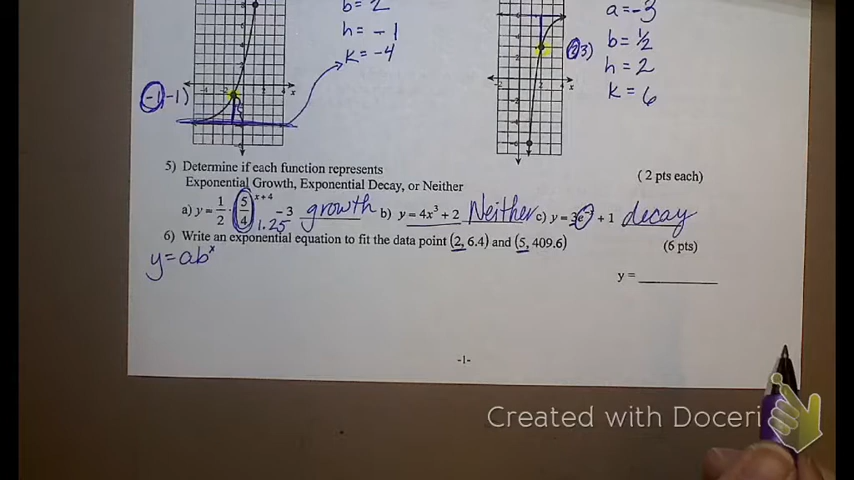 b = 2
a = -3
h = -1
b = 1/2
k = -4
h = 2
k = 6
(-1, -1)
(2, 3)
x
x
5) Determine if each function represents
Exponential Growth, Exponential Decay, or Neither
( 2 pts each)
a) y = 1/2 · (5/4)^(x+4) - 3 growth b) y = 4x³ + 2 Neither c) y = 3e^(-x) + 1 decay
1.25
6) Write an exponential equation to fit the data point (2, 6.4) and (5, 409.6)
(6 pts)
y = ab^x
y = ________
-1-
Created with Doceri